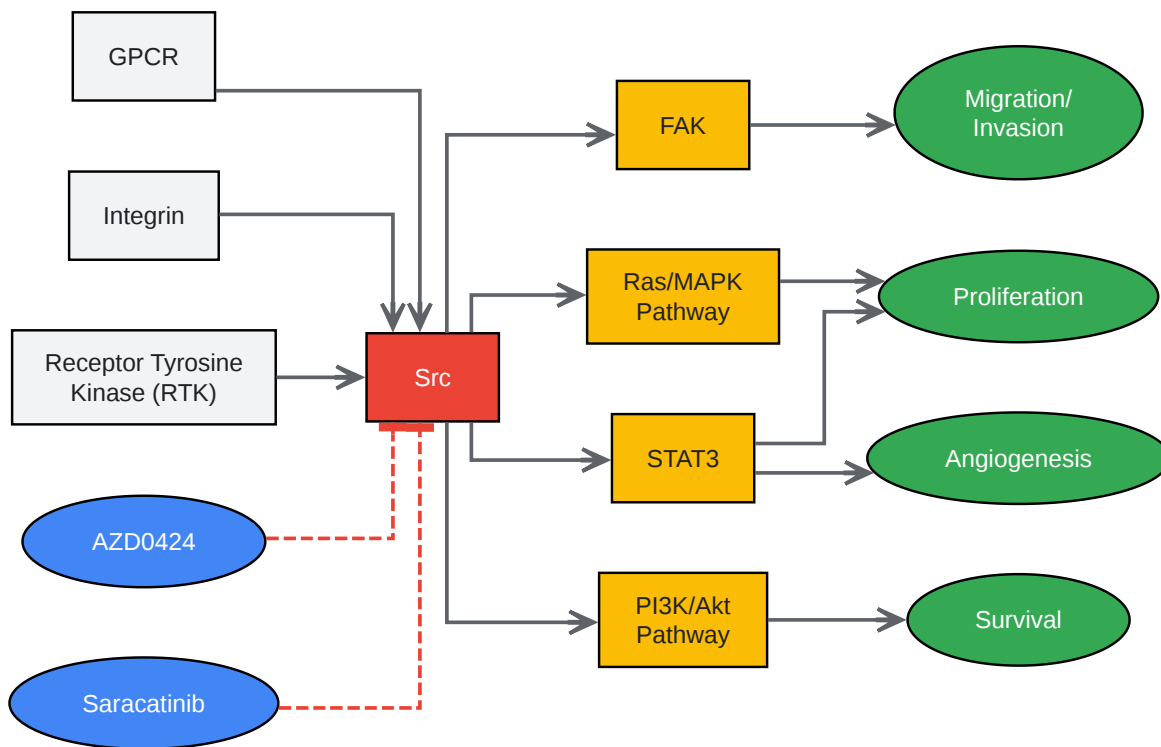 GPCR
Integrin
Receptor Tyrosine
Kinase (RTK)
AZD0424
Saracatinib
Src
FAK
Ras/MAPK
Pathway
STAT3
PI3K/Akt
Pathway
Migration/
Invasion
Proliferation
Angiogenesis
Survival